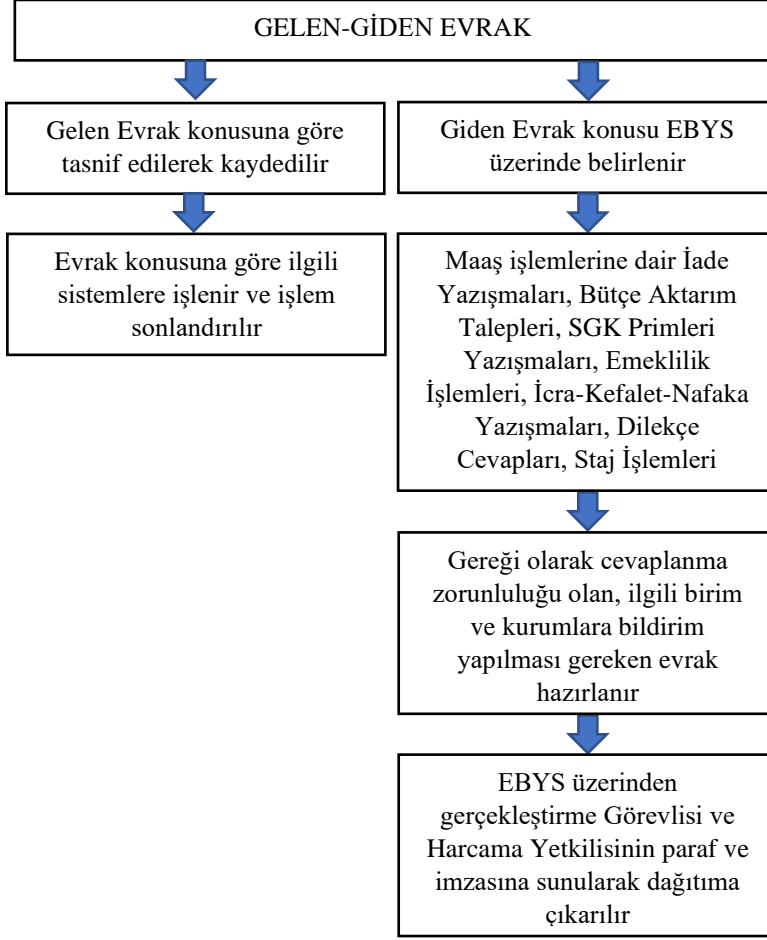 GELEN-GİDEN EVRAK
Gelen Evrak konusuna göre
tasnif edilerek kaydedilir
Evrak konusuna göre ilgili
sistemlere işlenir ve işlem
sonlandırılır
Giden Evrak konusu EBYS
üzerinde belirlenir
Maaş işlemlerine dair İade
Yazışmaları, Bütçe Aktarım
Talepleri, SGK Primleri
Yazışmaları, Emeklilik
İşlemleri, İcra-Kefalet-Nafaka
Yazışmaları, Dilekçe
Cevapları, Staj İşlemleri
Gereği olarak cevaplanma
zorunluluğu olan, ilgili birim
ve kurumlara bildirim
yapılması gereken evrak
hazırlanır
EBYS üzerinden
gerçekleştirme Görevlisi ve
Harcama Yetkilisinin paraf ve
imzasına sunularak dağıtıma
çıkarılır